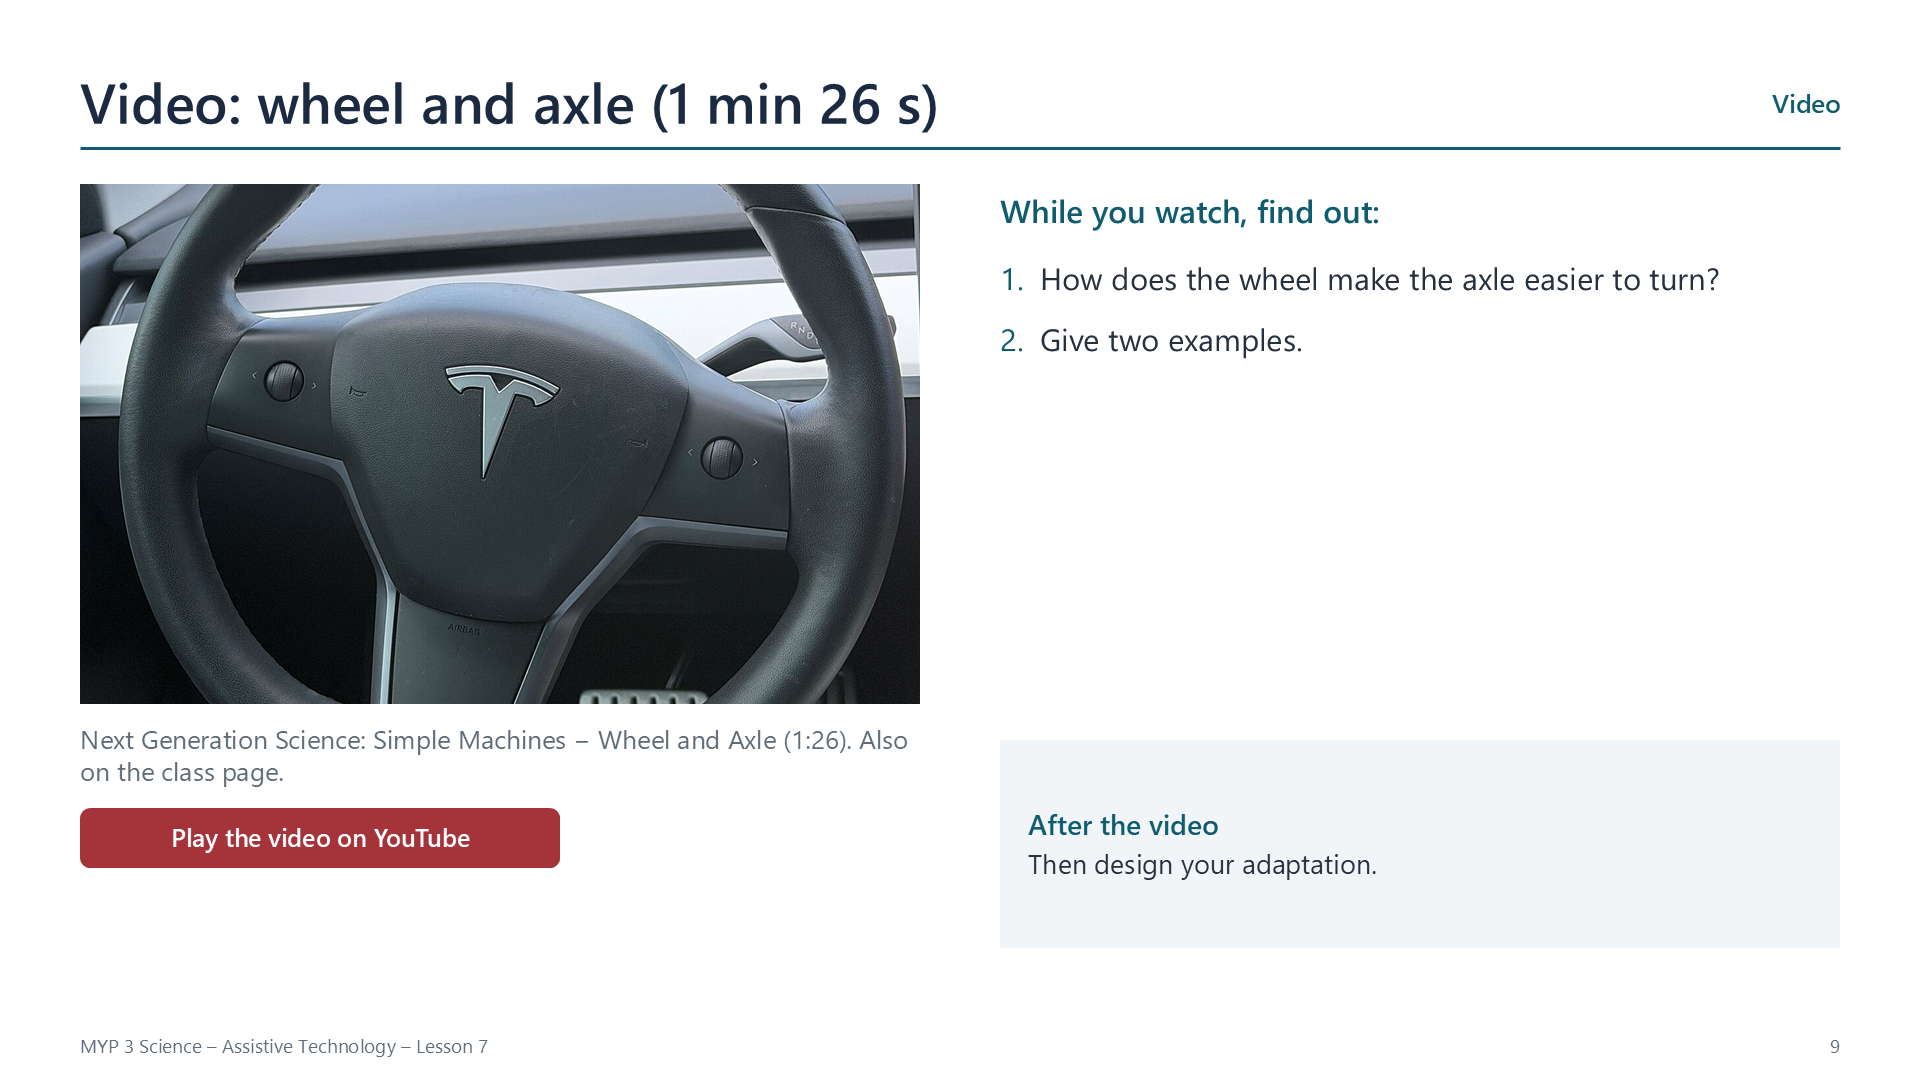 Video: wheel and axle (1 min 26 s)
Video
AIRBAG
Next Generation Science: Simple Machines – Wheel and Axle (1:26). Also
on the class page.
Play the video on YouTube
While you watch, find out:
1. How does the wheel make the axle easier to turn?
2. Give two examples.
After the video
Then design your adaptation.
MYP 3 Science – Assistive Technology – Lesson 7
9